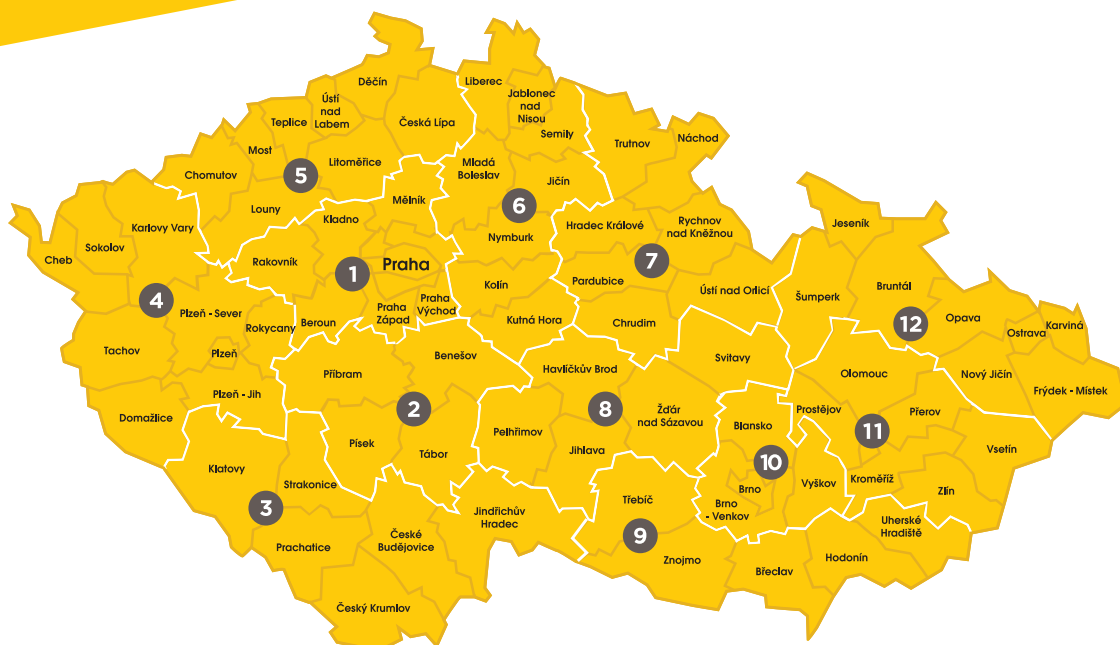 Děčín
Liberec
Ústí
nad
Labem
Jablonec
nad
Nisou
Teplice
Česká Lípa
Semily
Trutnov
Náchod
Most
Litoměřice
Mladá
Boleslav
Chomutov
5
Jičín
Mělník
6
Louny
Kladno
Karlovy Vary
Sokolov
Cheb
Nymburk
Hradec Králové
Rychnov
nad Kněžnou
Jeseník
Rakovník
1
Praha
7
Kolín
Pardubice
Ústí nad Orlicí
Šumperk
Bruntál
4
Plzeň - Sever
Rokycany
Beroun
Praha
Západ
Praha
Východ
Kutná Hora
Chrudim
12
Opava
Ostrava
Karviná
Tachov
Plzeň
Benešov
Svitavy
Příbram
Havlíčkův Brod
Olomouc
Nový Jičín
Frýdek - Místek
Plzeň - Jih
Domažlice
2
8
Žďár
nad Sázavou
Prostějov
Přerov
Písek
Pelhřimov
Blansko
11
Tábor
Jihlava
10
Vsetín
Klatovy
Strakonice
Brno
Vyškov
Kroměříž
Zlín
3
Třebíč
Brno
- Venkov
Jindřichův
Hradec
Uherské
Hradiště
České
Budějovice
9
Prachatice
Znojmo
Břeclav
Hodonín
Český Krumlov